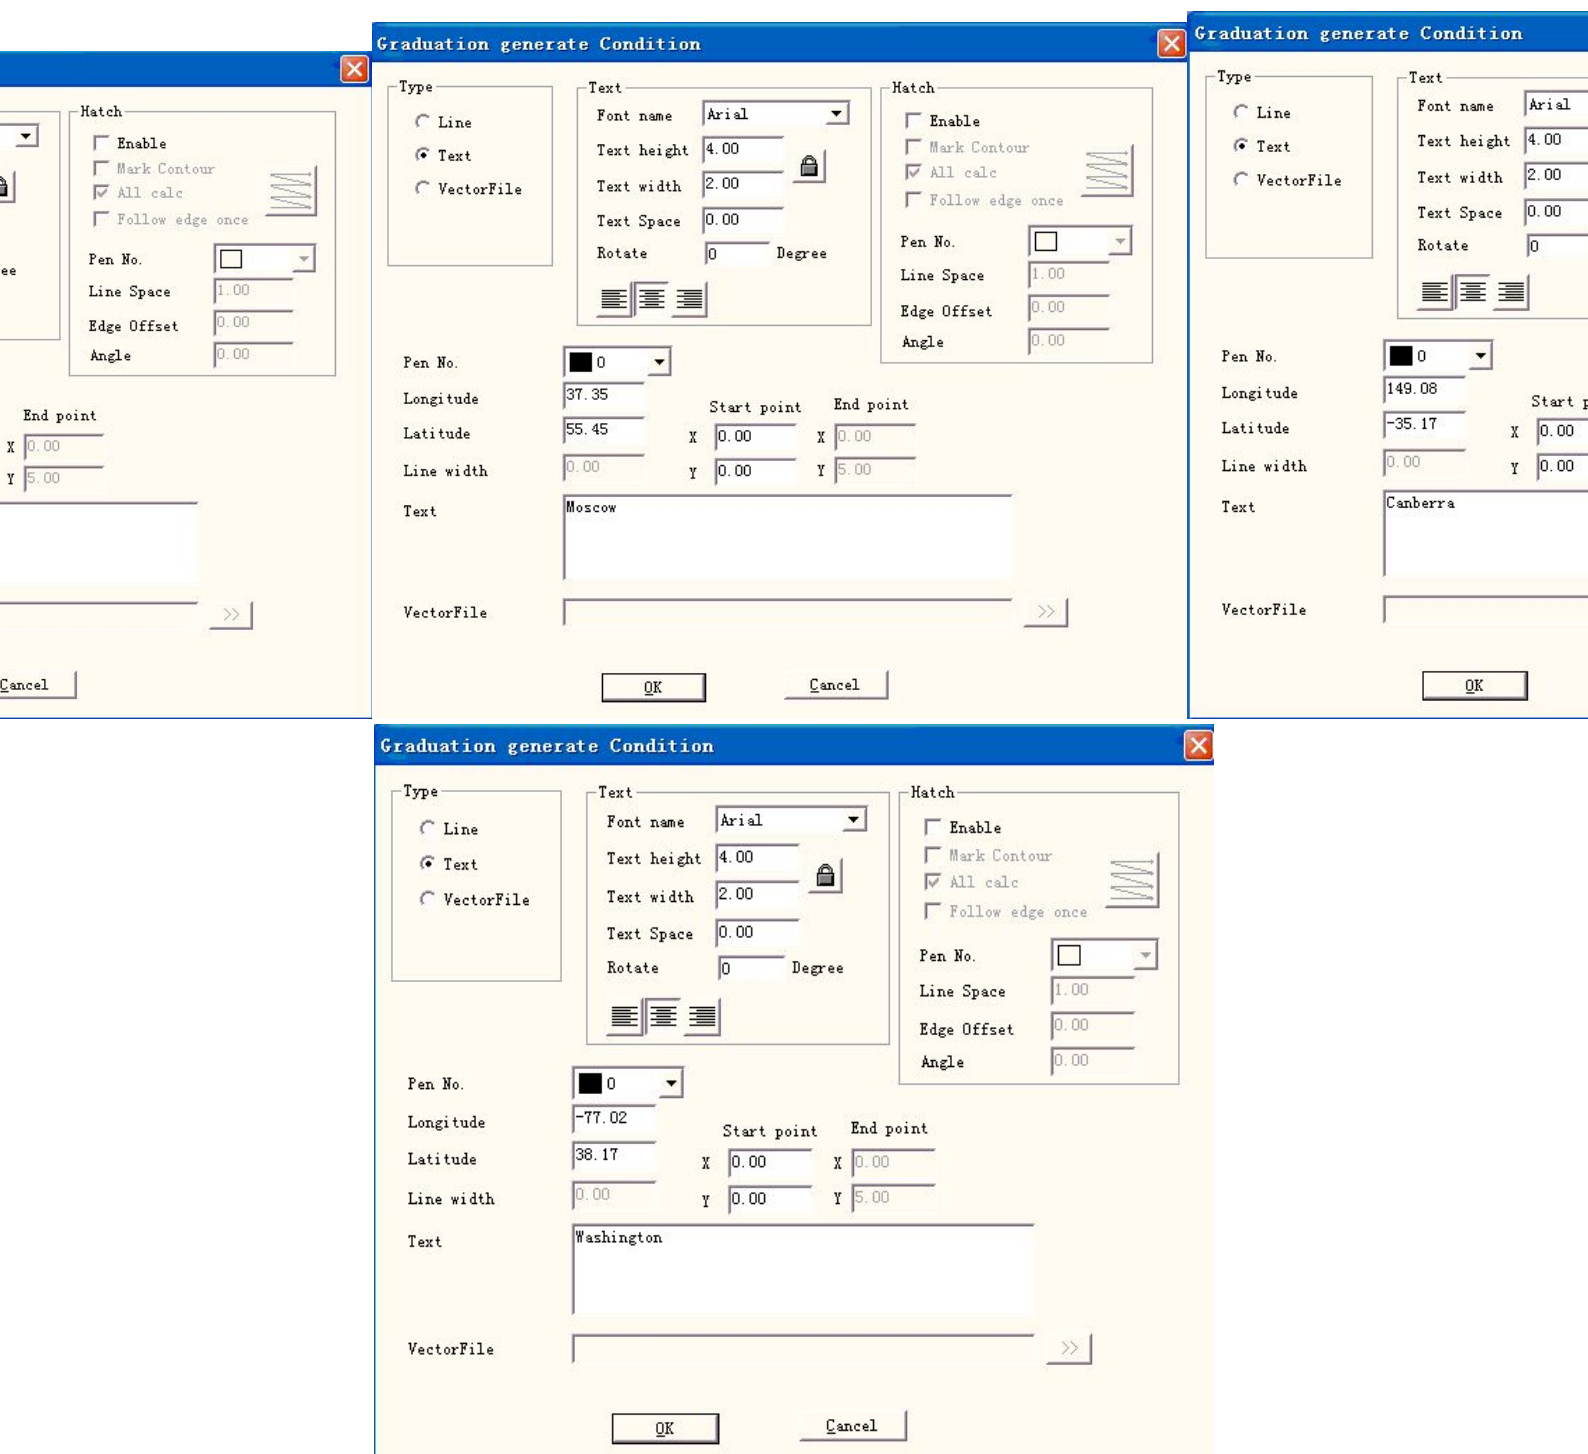 Hatch
Enable
Mark Contour
All calc
Follow edge once
ee
Pen No.
Line Space 1.00
Edge Offset 0.00
Angle 0.00
End point
X 0.00
Y 5.00
>>
Cancel
Graduation generate Condition
Type
Line
Text
VectorFile
Text
Font name Arial
Text height 4.00
Text width 2.00
Text Space 0.00
Rotate 0 Degree
Hatch
Enable
Mark Contour
All calc
Follow edge once
Pen No.
Line Space 1.00
Edge Offset 0.00
Angle 0.00
Pen No. 0
Longitude 37.35
Start point End point
Latitude 55.45 X 0.00 X 0.00
Line width 0.00 Y 0.00 Y 5.00
Text Moscow
VectorFile >>
OK Cancel
Graduation generate Condition
Type
Line
Text
VectorFile
Text
Font name Arial
Text height 4.00
Text width 2.00
Text Space 0.00
Rotate 0
Pen No. 0
Longitude 149.08
Start p
Latitude -35.17 X 0.00
Line width 0.00 Y 0.00
Text Canberra
VectorFile
OK
Graduation generate Condition
Type
Line
Text
VectorFile
Text
Font name Arial
Text height 4.00
Text width 2.00
Text Space 0.00
Rotate 0 Degree
Hatch
Enable
Mark Contour
All calc
Follow edge once
Pen No.
Line Space 1.00
Edge Offset 0.00
Angle 0.00
Pen No. 0
Longitude -77.02
Start point End point
Latitude 38.17 X 0.00 X 0.00
Line width 0.00 Y 0.00 Y 5.00
Text Washington
VectorFile >>
OK Cancel